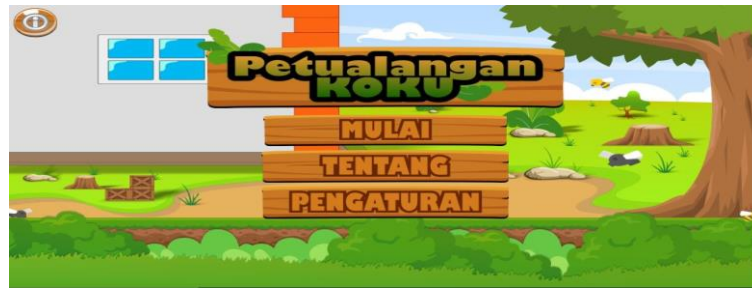 Petualangan
KOKU
MULAI
TENTANG
PENGATURAN